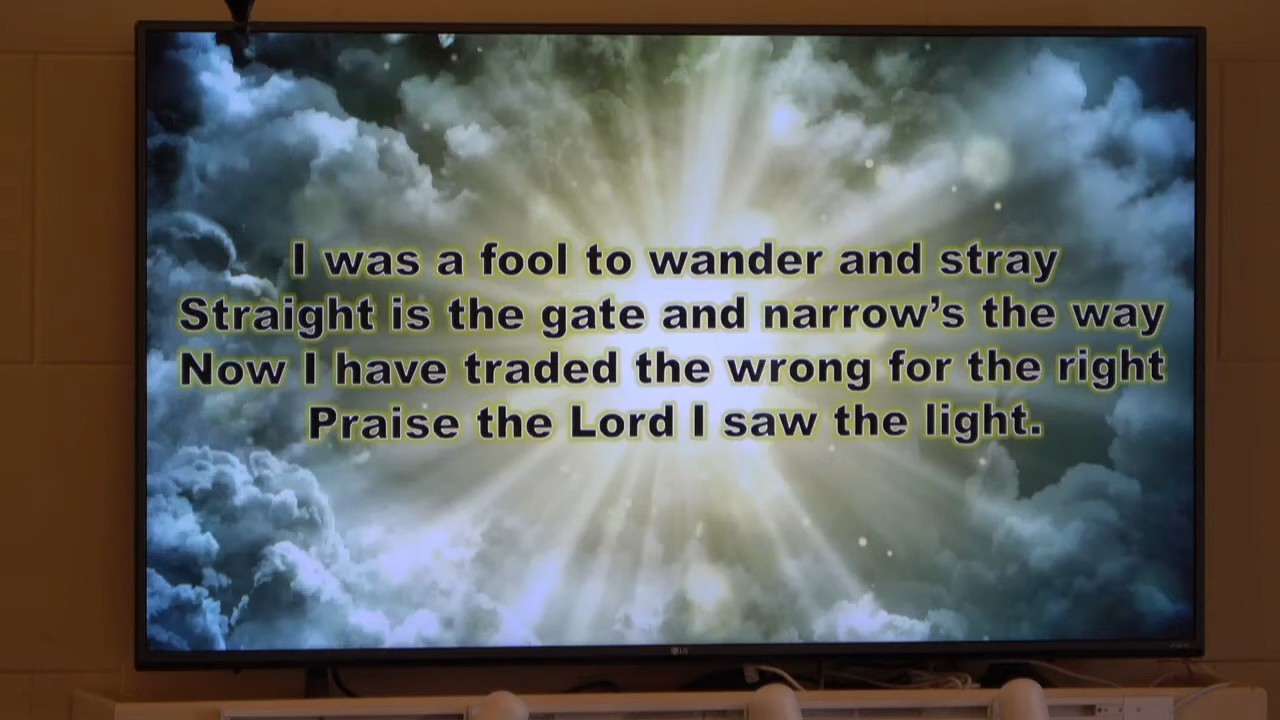 I was a fool to wander and stray
Straight is the gate and narrow’s the way
Now I have traded the wrong for the right
Praise the Lord I saw the light.
LG